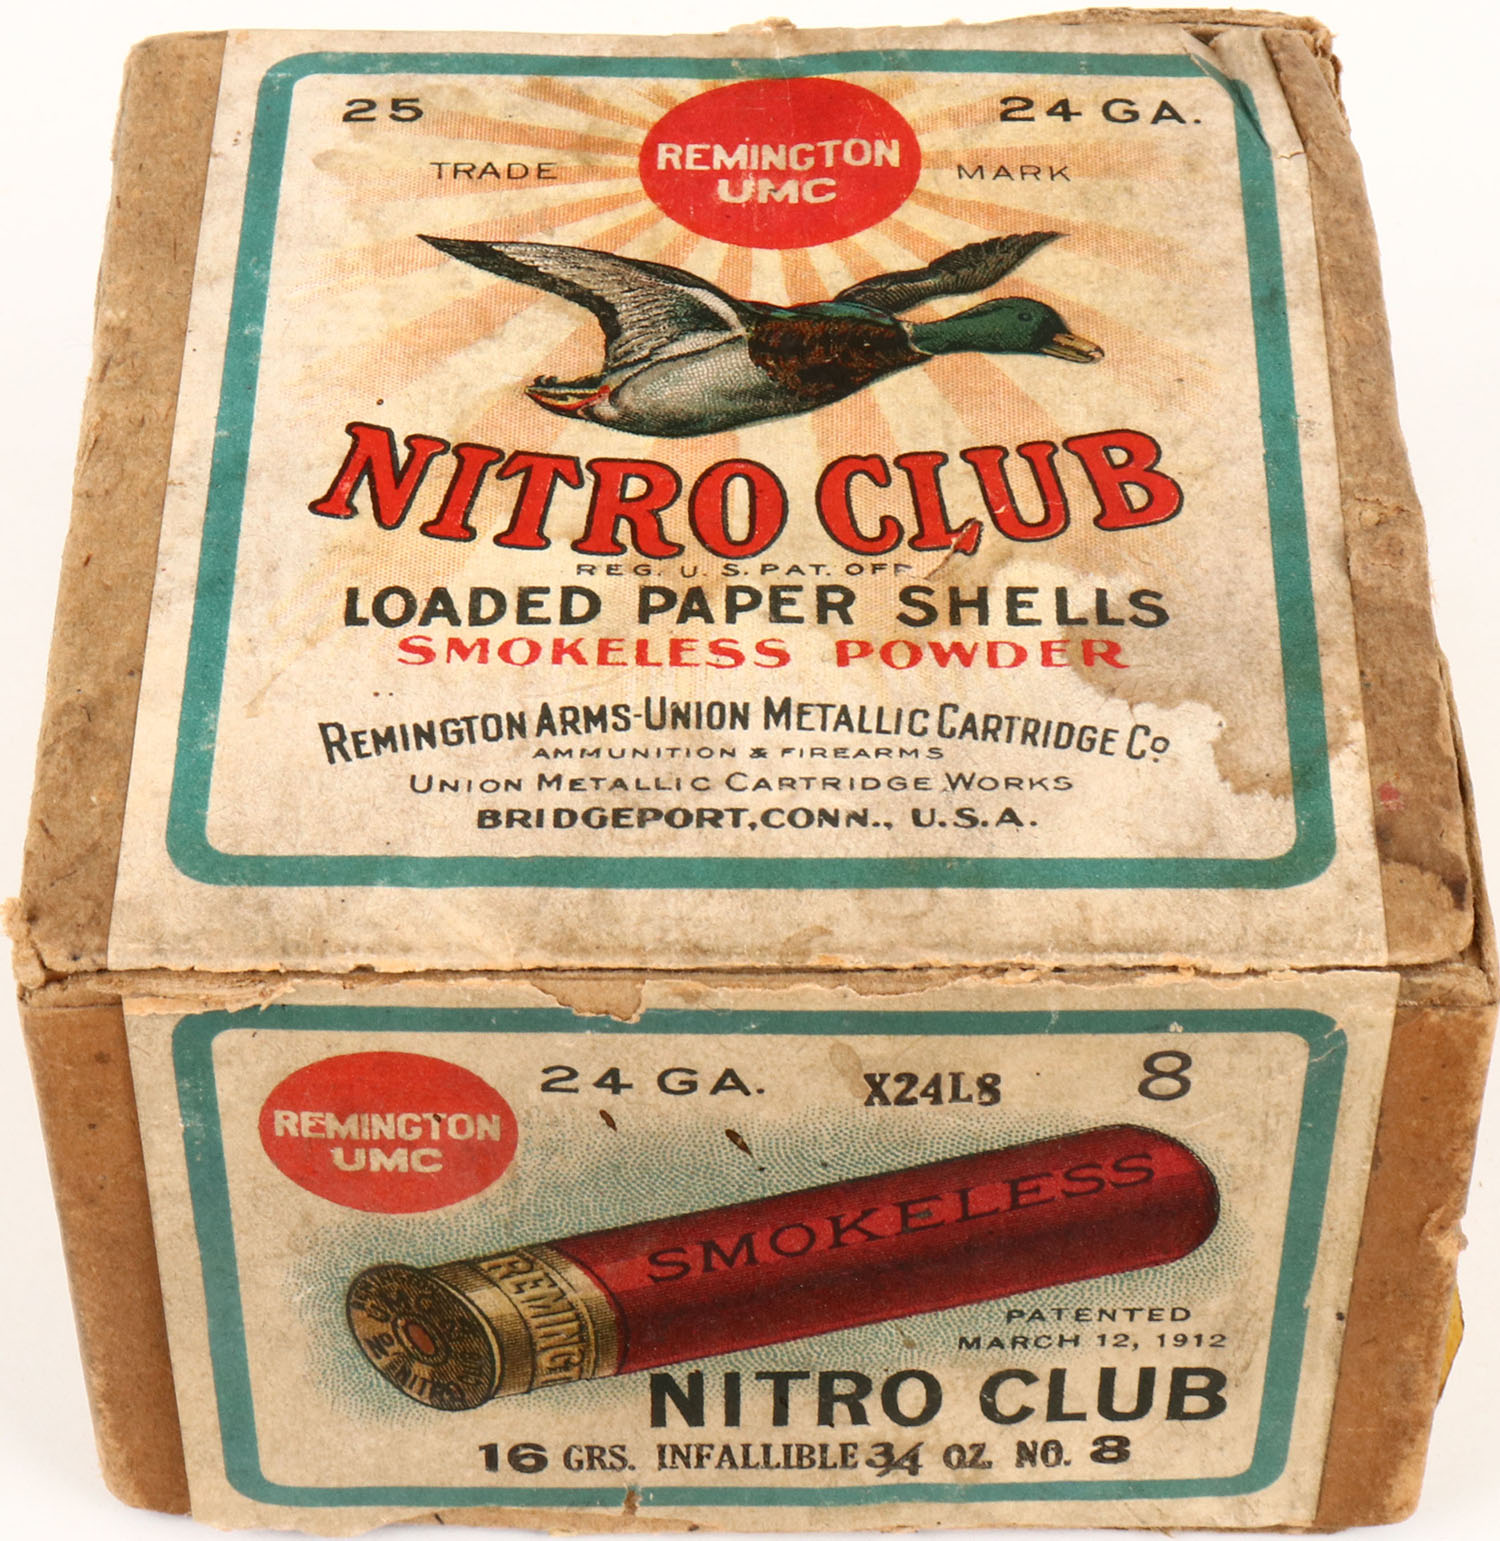 25
24 GA.
TRADE
REMINGTON
UMC
MARK
NITRO CLUB
REG. U. S. PAT. OFF
LOADED PAPER SHELLS
SMOKELESS POWDER
REMINGTON ARMS-UNION METALLIC CARTRIDGE Co
AMMUNITION & FIREARMS
UNION METALLIC CARTRIDGE WORKS
BRIDGEPORT, CONN., U.S.A.
REMINGTON
UMC
24 GA.
X24L8
8
SMOKELESS
REMINGT
PATENTED
MARCH 12, 1912
NITRO CLUB
16 GRS. INFALLIBLE 3/4 OZ. NO. 8